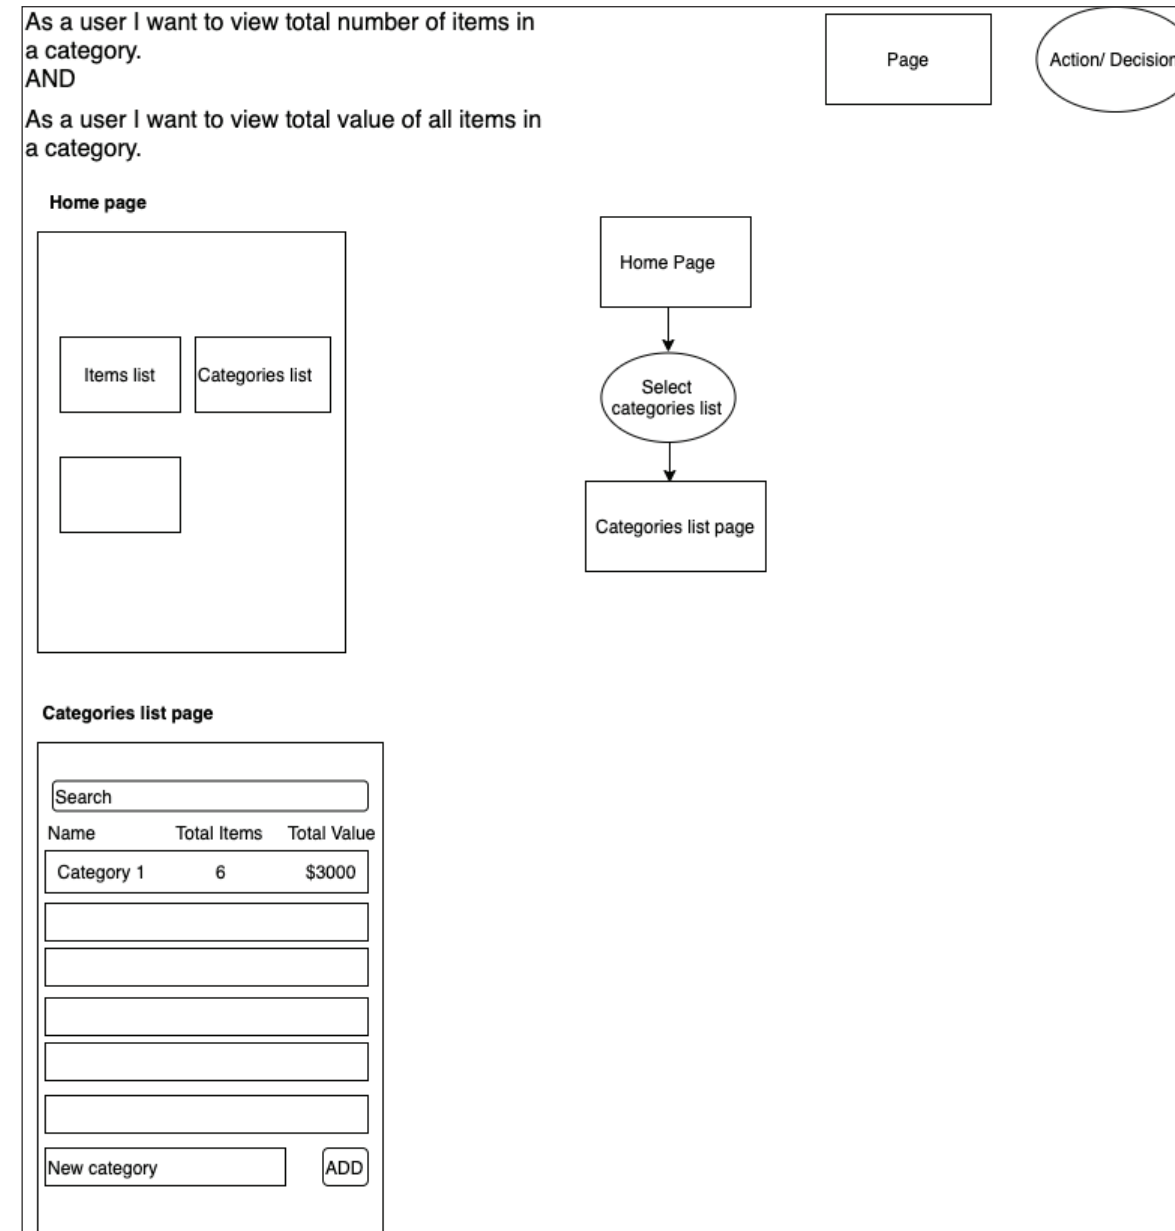 As a user I want to view total number of items in
a category.
AND
As a user I want to view total value of all items in
a category.
Page
Action/ Decision
Home page
Items list
Categories list
Home Page
Select
categories list
Categories list page
Categories list page
Search
Name Total Items Total Value
Category 1 6 $3000
New category
ADD